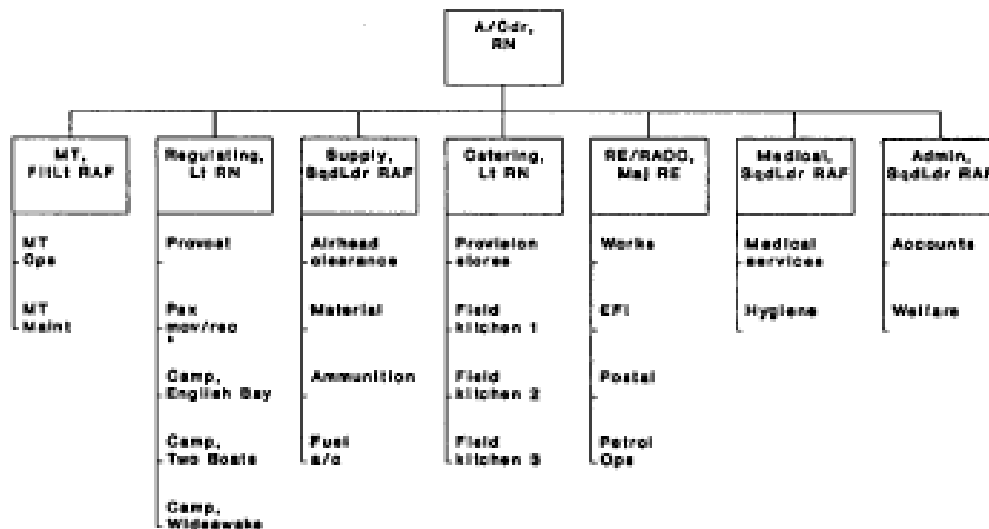 A/Cdr,
RN
MT,
FltLt RAF
Regulating,
Lt RN
Supply,
SqdLdr RAF
Catering,
Lt RN
RE/RAOC,
Maj RE
Medical,
SqdLdr RAF
Admin,
SqdLdr RAF
MT
Ops
MT
Maint
Provost
Pax
mov/rec
Camp,
English Bay
Camp,
Two Boats
Camp,
Wideawake
Airhead
clearance
Material
Ammunition
Fuel
a/c
Provision
stores
Field
kitchen 1
Field
kitchen 2
Field
kitchen 3
Works
EFI
Postal
Petrol
Ops
Medical
services
Hygiene
Accounts
Welfare